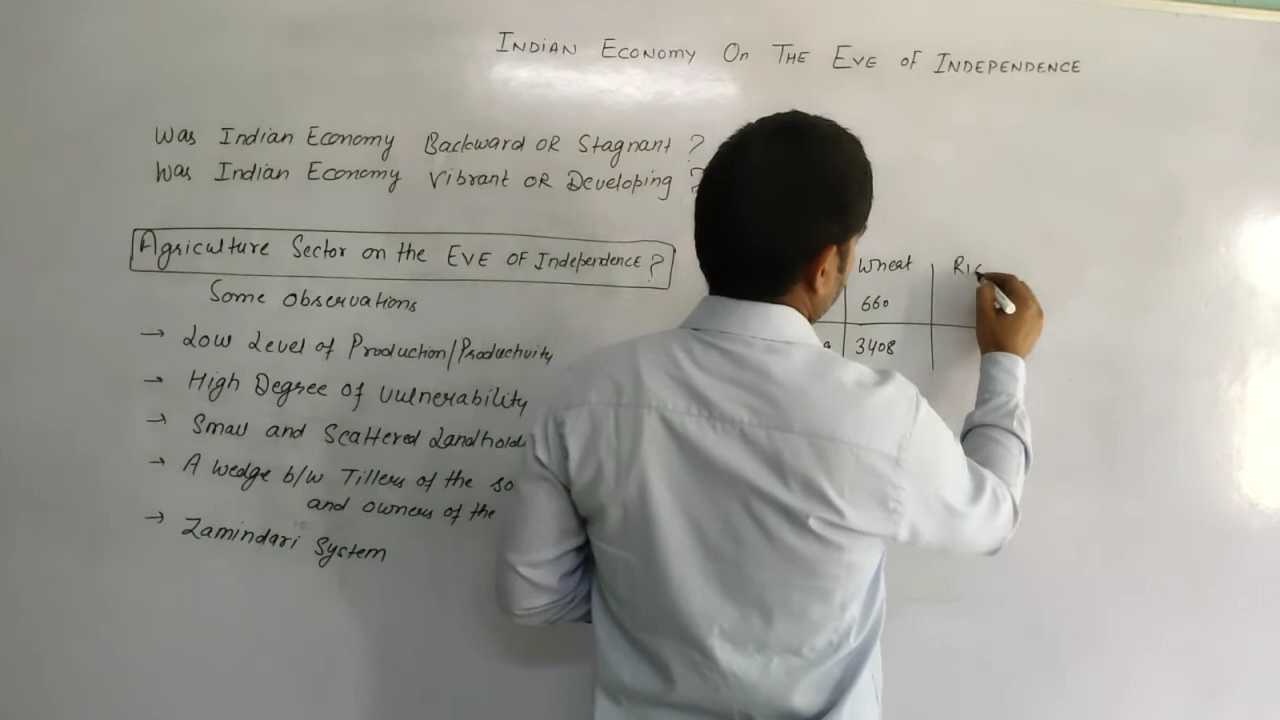 INDIAN ECONOMY On THE EVE oF INDEPENDENCE
Was Indian Economy Backward OR Stagnant ?
Was Indian Economy Vibrant OR Developing ?
Agriculture Sector on the EVE OF Independence ?
Some Observations
→ Low Level of Production/Productivity
→ High Degree of Vulnerability
→ Small and Scattered Landhold
→ A Wedge b/w Tillers of the so
and owners of the
→ Zamindari System
Wheat Ric
660
3408